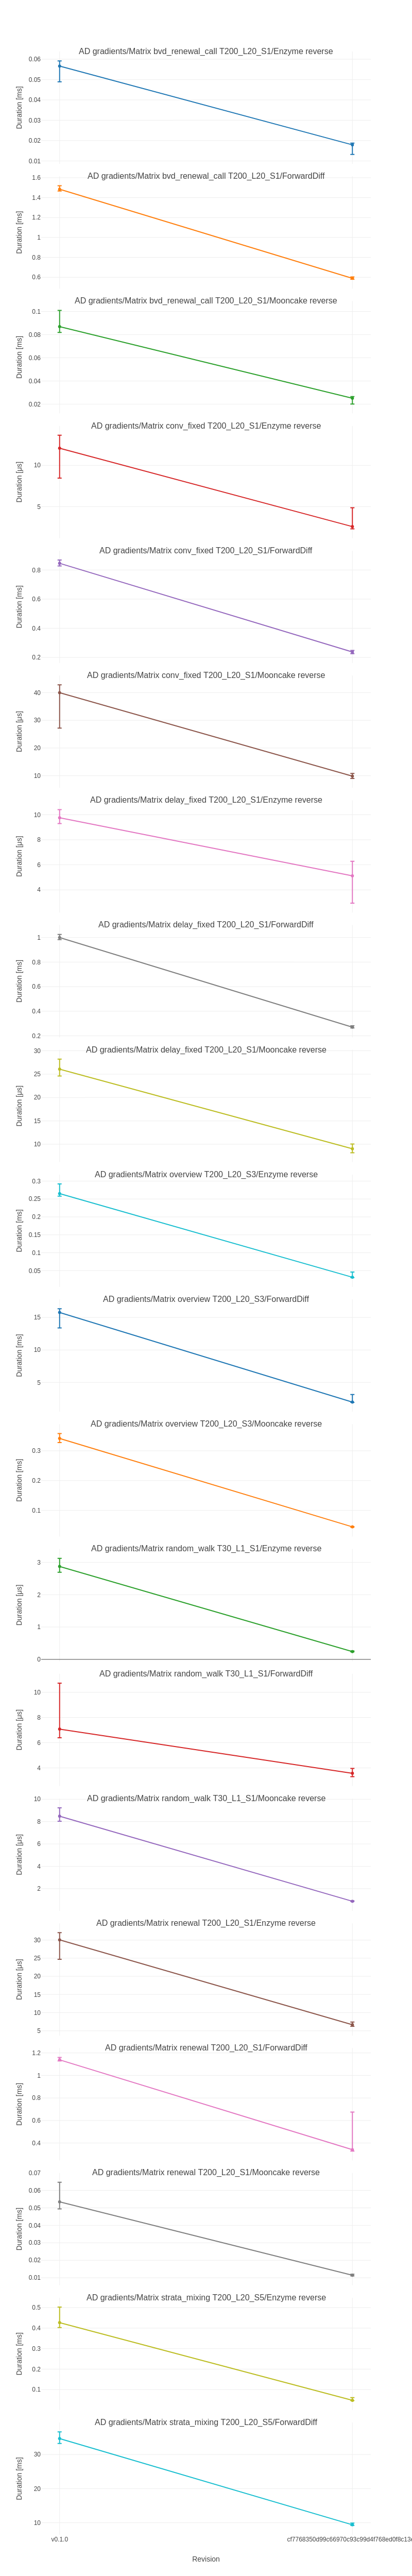 AD gradients/Matrix bvd_renewal_call T200_L20_S1/Enzyme reverse
0.06
0.05
0.04
0.03
0.02
0.01
Duration [ms]
AD gradients/Matrix bvd_renewal_call T200_L20_S1/ForwardDiff
1.6
1.4
1.2
1
0.8
0.6
Duration [ms]
AD gradients/Matrix bvd_renewal_call T200_L20_S1/Mooncake reverse
0.1
0.08
0.06
0.04
0.02
Duration [ms]
AD gradients/Matrix conv_fixed T200_L20_S1/Enzyme reverse
10
5
Duration [μs]
AD gradients/Matrix conv_fixed T200_L20_S1/ForwardDiff
0.8
0.6
0.4
0.2
Duration [ms]
AD gradients/Matrix conv_fixed T200_L20_S1/Mooncake reverse
40
30
20
10
Duration [μs]
AD gradients/Matrix delay_fixed T200_L20_S1/Enzyme reverse
10
8
6
4
Duration [μs]
AD gradients/Matrix delay_fixed T200_L20_S1/ForwardDiff
1
0.8
0.6
0.4
0.2
Duration [ms]
AD gradients/Matrix delay_fixed T200_L20_S1/Mooncake reverse
30
25
20
15
10
Duration [μs]
AD gradients/Matrix overview T200_L20_S3/Enzyme reverse
0.3
0.25
0.2
0.15
0.1
0.05
Duration [ms]
AD gradients/Matrix overview T200_L20_S3/ForwardDiff
15
10
5
Duration [ms]
AD gradients/Matrix overview T200_L20_S3/Mooncake reverse
0.3
0.2
0.1
Duration [ms]
AD gradients/Matrix random_walk T30_L1_S1/Enzyme reverse
3
2
1
0
Duration [μs]
AD gradients/Matrix random_walk T30_L1_S1/ForwardDiff
10
8
6
4
Duration [μs]
AD gradients/Matrix random_walk T30_L1_S1/Mooncake reverse
10
8
6
4
2
Duration [μs]
AD gradients/Matrix renewal T200_L20_S1/Enzyme reverse
30
25
20
15
10
5
Duration [μs]
AD gradients/Matrix renewal T200_L20_S1/ForwardDiff
1.2
1
0.8
0.6
0.4
Duration [ms]
AD gradients/Matrix renewal T200_L20_S1/Mooncake reverse
0.07
0.06
0.05
0.04
0.03
0.02
0.01
Duration [ms]
AD gradients/Matrix strata_mixing T200_L20_S5/Enzyme reverse
0.5
0.4
0.3
0.2
0.1
Duration [ms]
AD gradients/Matrix strata_mixing T200_L20_S5/ForwardDiff
30
20
10
Duration [ms]
v0.1.0 cf7768350d99c66970c93c99d4f768ed0f8c13
Revision